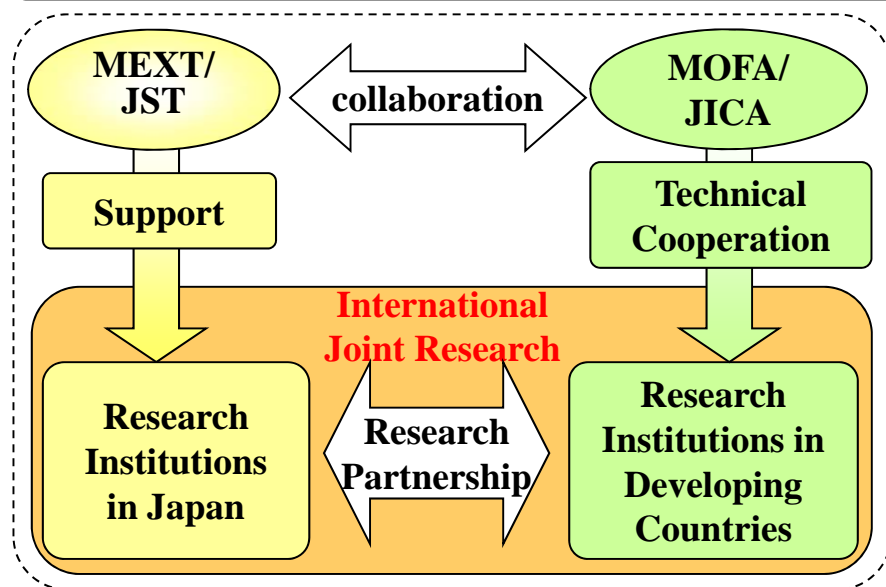 MEXT/
JST
collaboration
MOFA/
JICA
Support
Technical
Cooperation
International
Joint Research
Research
Institutions
in Japan
Research
Partnership
Research
Institutions in
Developing
Countries